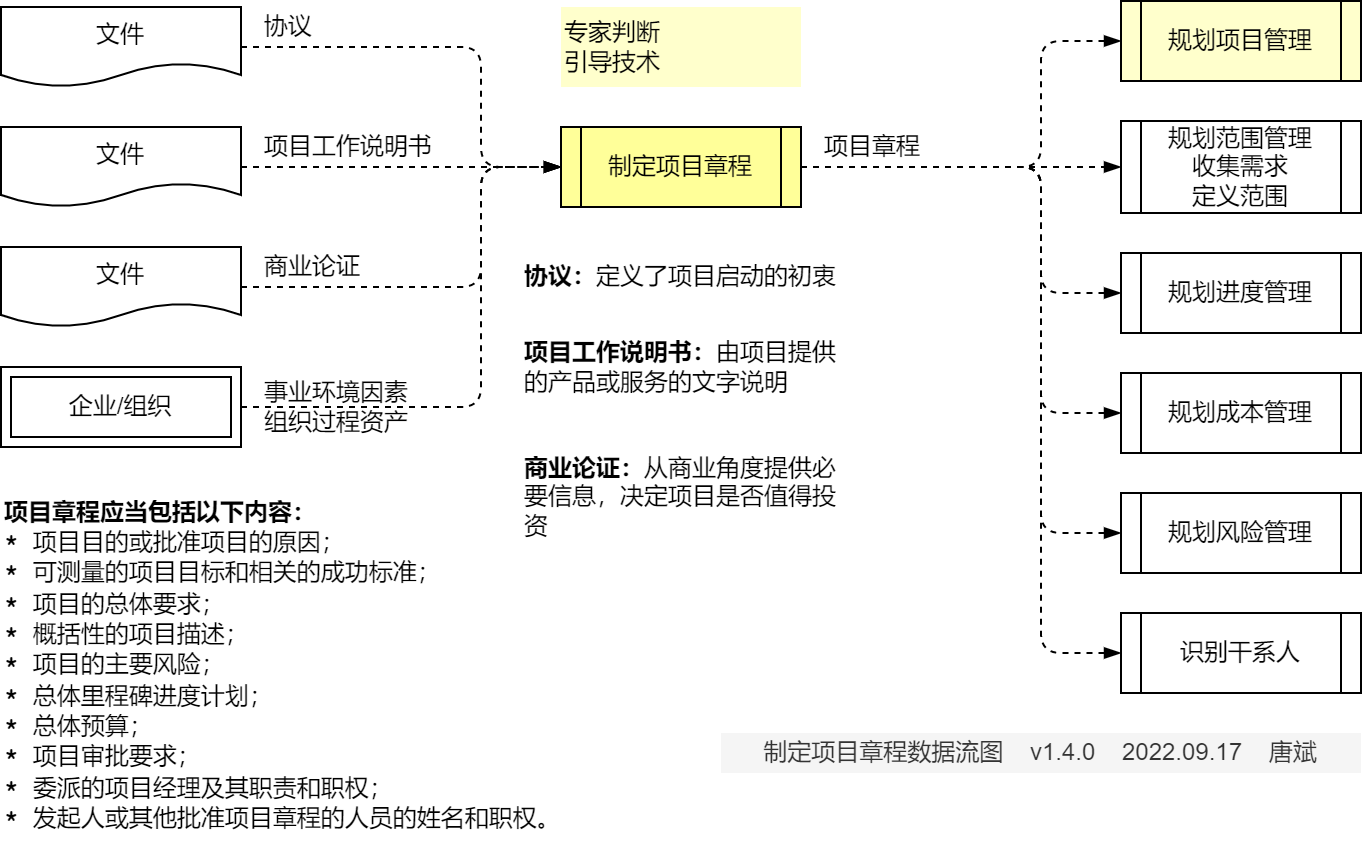 文件
协议
文件
项目工作说明书
文件
商业论证
企业/组织
事业环境因素
组织过程资产
专家判断
引导技术
制定项目章程
项目章程
规划项目管理
规划范围管理
收集需求
定义范围
规划进度管理
规划成本管理
规划风险管理
识别干系人
协议：定义了项目启动的初衷
项目工作说明书：由项目提供
的产品或服务的文字说明
商业论证：从商业角度提供必
要信息，决定项目是否值得投
资
项目章程应当包括以下内容：
* 项目目的或批准项目的原因；
* 可测量的项目目标和相关的成功标准；
* 项目的总体要求；
* 概括性的项目描述；
* 项目的主要风险；
* 总体里程碑进度计划；
* 总体预算；
* 项目审批要求；
* 委派的项目经理及其职责和职权；
* 发起人或其他批准项目章程的人员的姓名和职权。
制定项目章程数据流图 v1.4.0 2022.09.17 唐斌